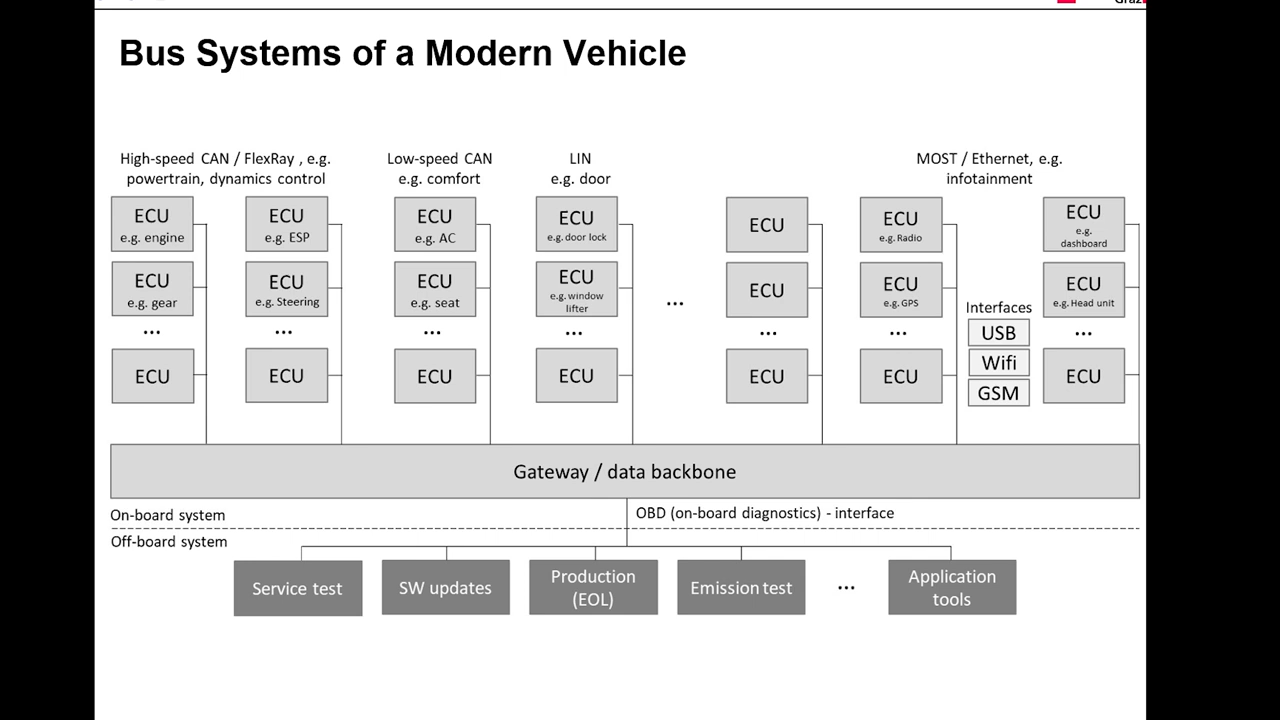 Graz
Bus Systems of a Modern Vehicle
High-speed CAN / FlexRay , e.g.
powertrain, dynamics control
Low-speed CAN
e.g. comfort
LIN
e.g. door
MOST / Ethernet, e.g.
infotainment
ECU
e.g. engine
ECU
e.g. ESP
ECU
e.g. AC
ECU
e.g. door lock
ECU
ECU
e.g. Radio
ECU
e.g.
dashboard
ECU
e.g. gear
ECU
e.g. Steering
ECU
e.g. seat
ECU
e.g. window
lifter
...
ECU
ECU
e.g. GPS
Interfaces
USB
Wifi
GSM
ECU
e.g. Head unit
...
...
...
...
...
...
...
ECU
ECU
ECU
ECU
ECU
ECU
ECU
Gateway / data backbone
On-board system
OBD (on-board diagnostics) - interface
Off-board system
Service test
SW updates
Production
(EOL)
Emission test
...
Application
tools